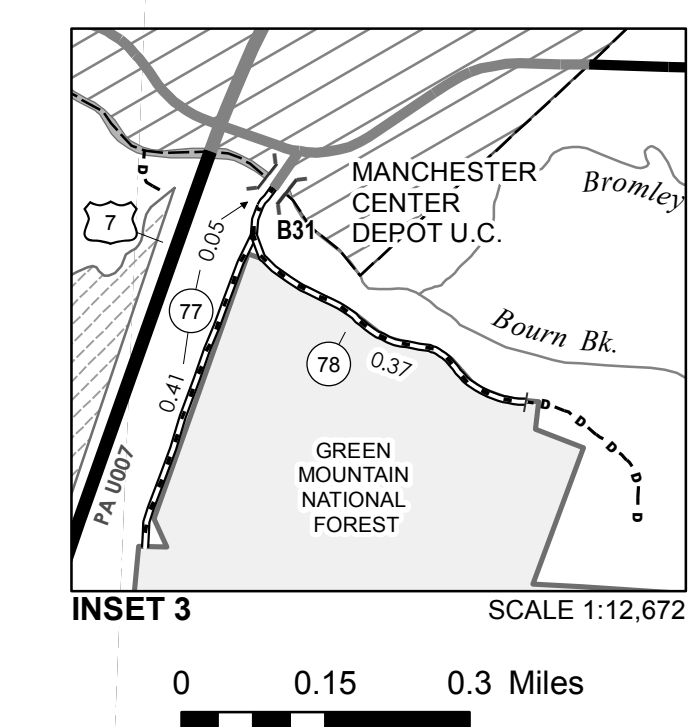 D
MANCHESTER
CENTER
DEPOT U.C.
Bromley
7
0.05
B31
77
Bourn Bk.
78
0.37
0.41
D
D
D
D
D
D
GREEN
MOUNTAIN
NATIONAL
FOREST
PA U007
INSET 3
SCALE 1:12,672
0 0.15 0.3 Miles